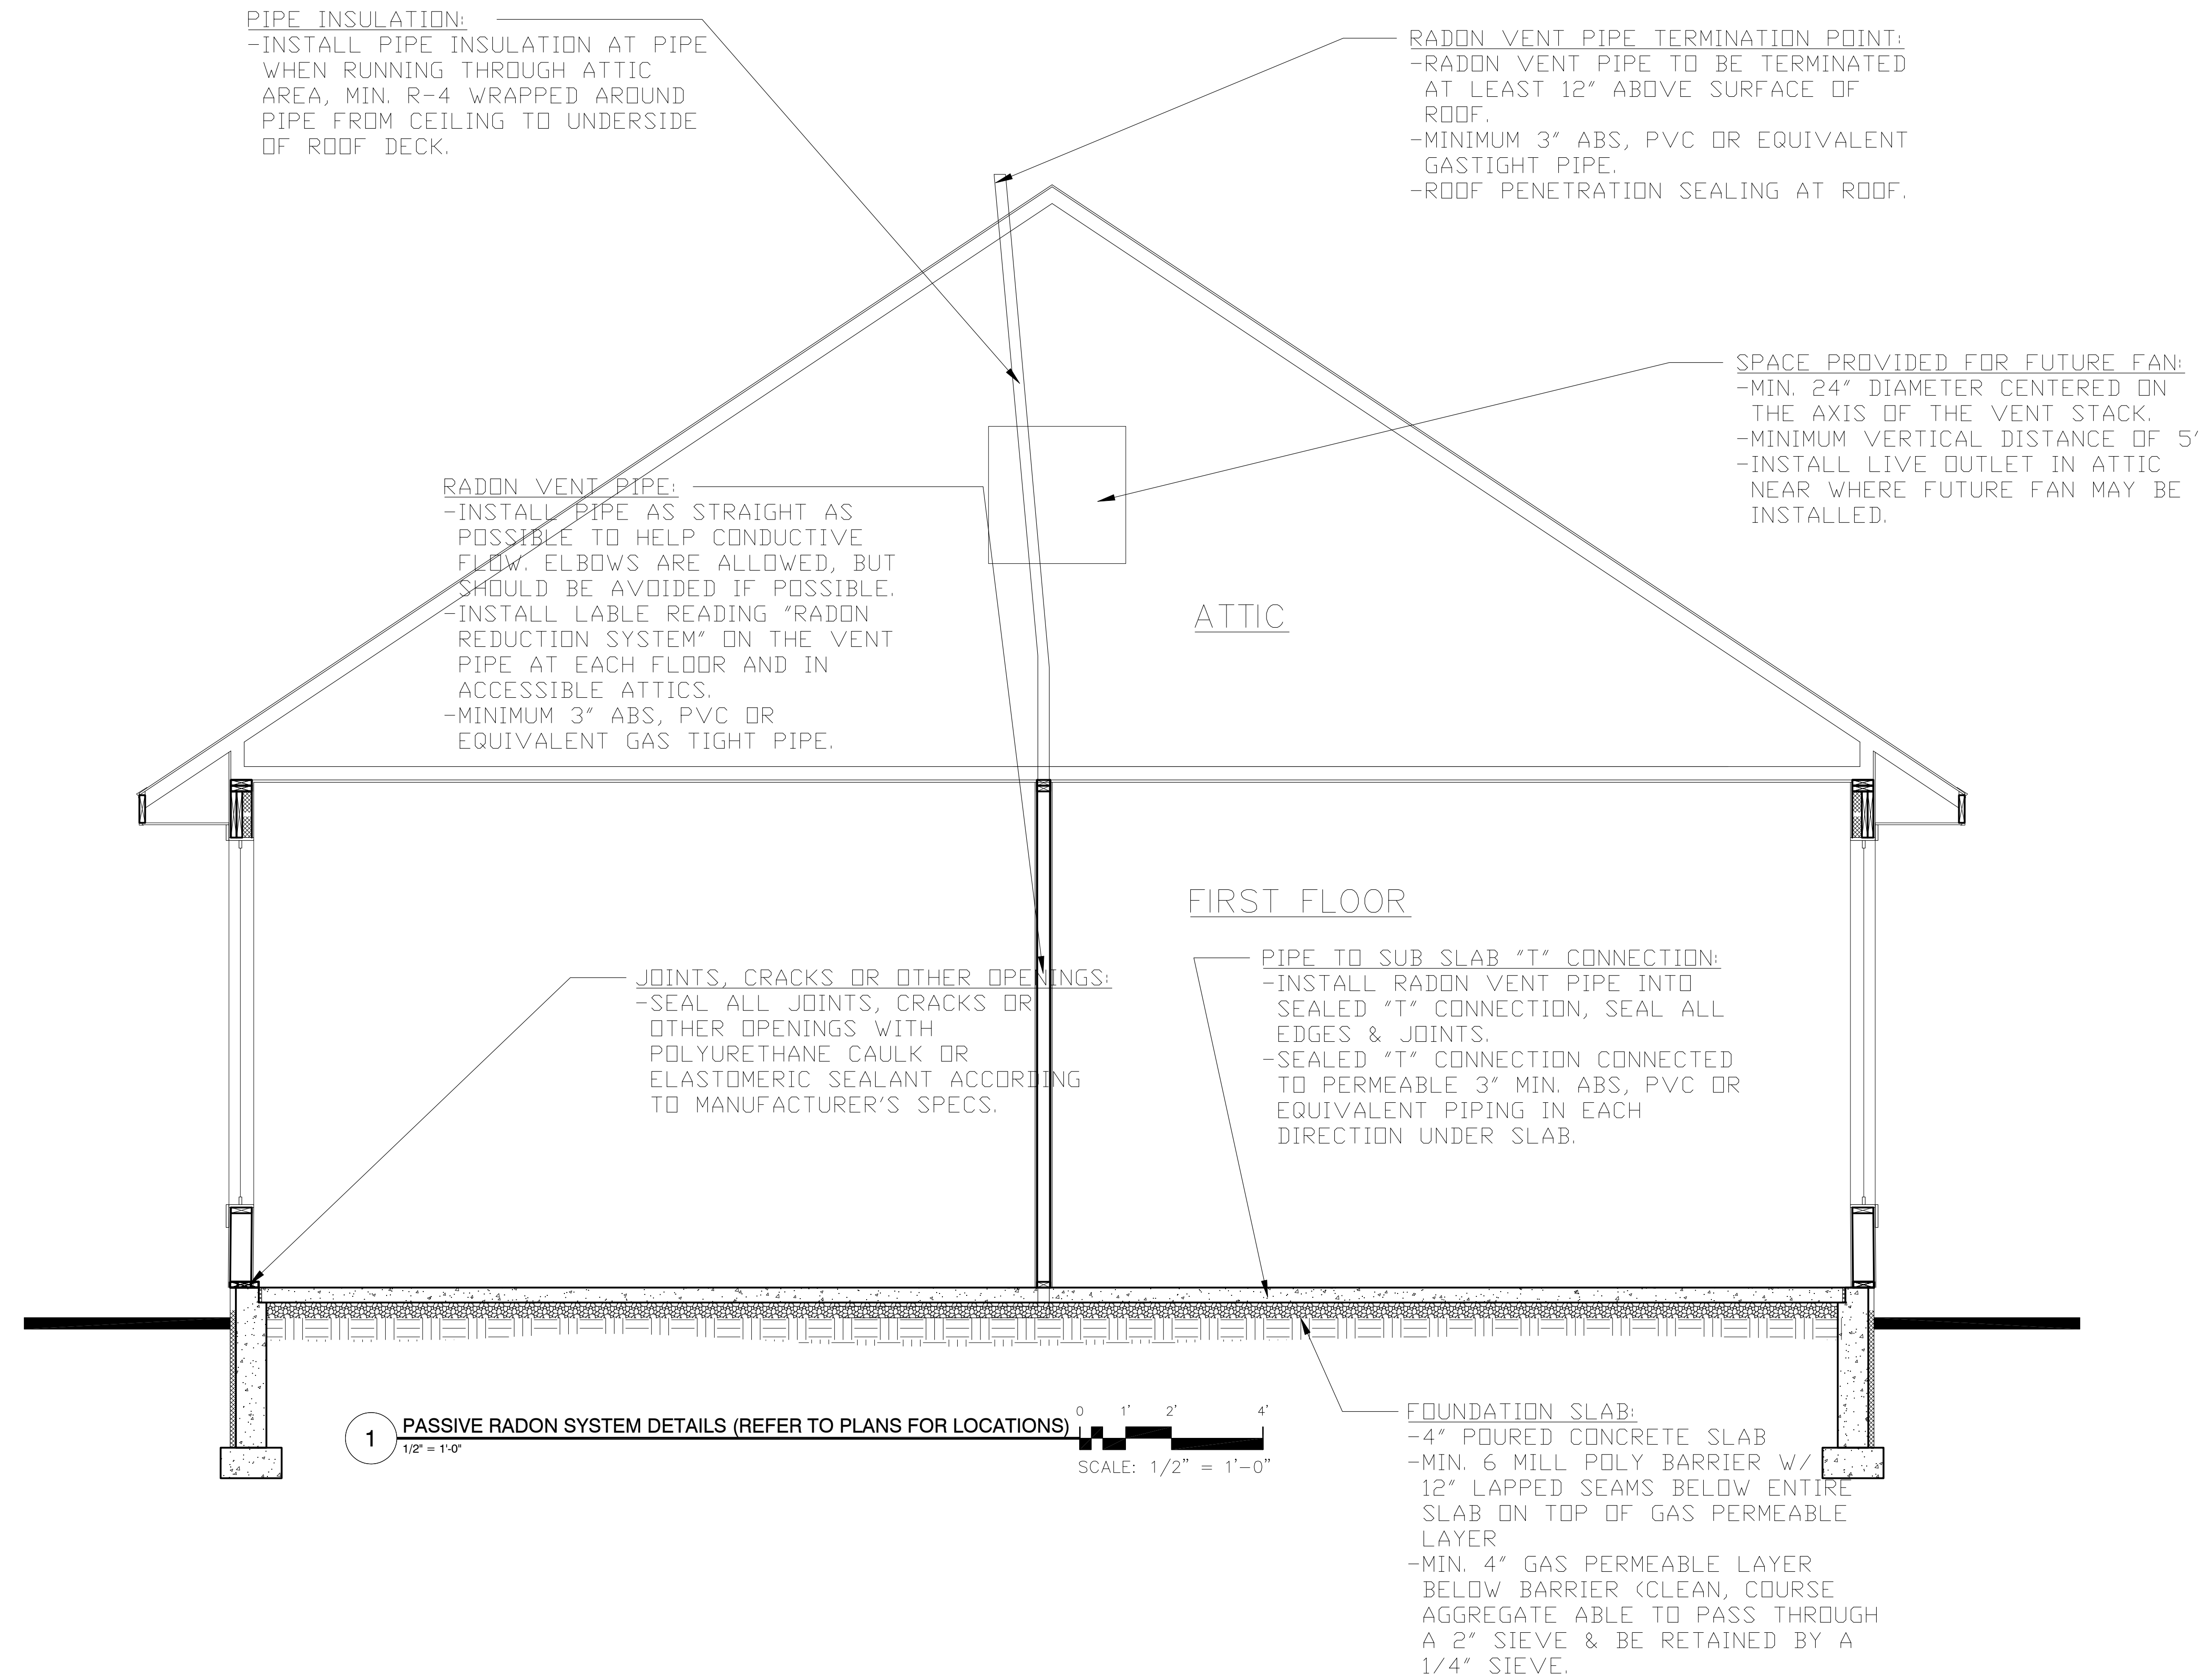 PIPE INSULATION:
-INSTALL PIPE INSULATION AT PIPE
WHEN RUNNING THROUGH ATTIC
AREA, MIN. R-4 WRAPPED AROUND
PIPE FROM CEILING TO UNDERSIDE
OF ROOF DECK.
RADON VENT PIPE TERMINATION POINT:
-RADON VENT PIPE TO BE TERMINATED
AT LEAST 12" ABOVE SURFACE OF
ROOF.
-MINIMUM 3" ABS, PVC OR EQUIVALENT
GASTIGHT PIPE.
-ROOF PENETRATION SEALING AT ROOF.
SPACE PROVIDED FOR FUTURE FAN:
-MIN. 24" DIAMETER CENTERED ON
THE AXIS OF THE VENT STACK.
-MINIMUM VERTICAL DISTANCE OF 5'
-INSTALL LIVE OUTLET IN ATTIC
NEAR WHERE FUTURE FAN MAY BE
INSTALLED.
RADON VENT PIPE:
-INSTALL PIPE AS STRAIGHT AS
POSSIBLE TO HELP CONDUCTIVE
FLOW. ELBOWS ARE ALLOWED, BUT
SHOULD BE AVOIDED IF POSSIBLE.
-INSTALL LABLE READING "RADON
REDUCTION SYSTEM" ON THE VENT
PIPE AT EACH FLOOR AND IN
ACCESSIBLE ATTICS.
-MINIMUM 3" ABS, PVC OR
EQUIVALENT GAS TIGHT PIPE.
ATTIC
FIRST FLOOR
JOINTS, CRACKS OR OTHER OPENINGS:
-SEAL ALL JOINTS, CRACKS OR
OTHER OPENINGS WITH
POLYURETHANE CAULK OR
ELASTOMERIC SEALANT ACCORDING
TO MANUFACTURER'S SPECS.
PIPE TO SUB SLAB "T" CONNECTION:
-INSTALL RADON VENT PIPE INTO
SEALED "T" CONNECTION, SEAL ALL
EDGES & JOINTS.
-SEALED "T" CONNECTION CONNECTED
TO PERMEABLE 3" MIN. ABS, PVC OR
EQUIVALENT PIPING IN EACH
DIRECTION UNDER SLAB.
1 PASSIVE RADON SYSTEM DETAILS (REFER TO PLANS FOR LOCATIONS)
1/2" = 1'-0"
0 1' 2' 4'
SCALE: 1/2" = 1'-0"
FOUNDATION SLAB:
-4" POURED CONCRETE SLAB
-MIN. 6 MILL POLY BARRIER W/
12" LAPPED SEAMS BELOW ENTIRE
SLAB ON TOP OF GAS PERMEABLE
LAYER
-MIN. 4" GAS PERMEABLE LAYER
BELOW BARRIER (CLEAN, COURSE
AGGREGATE ABLE TO PASS THROUGH
A 2" SIEVE & BE RETAINED BY A
1/4" SIEVE.